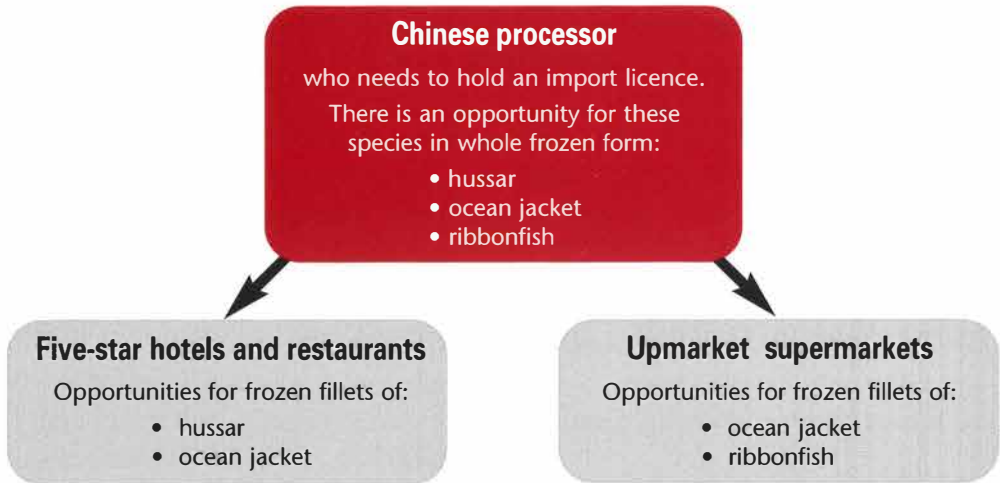 Chinese processor
who needs to hold an import licence.
There is an opportunity for these
species in whole frozen form:
• hussar
• ocean jacket
• ribbonfish
Five-star hotels and restaurants
Opportunities for frozen fillets of:
• hussar
• ocean jacket
Upmarket supermarkets
Opportunities for frozen fillets of:
• ocean jacket
• ribbonfish